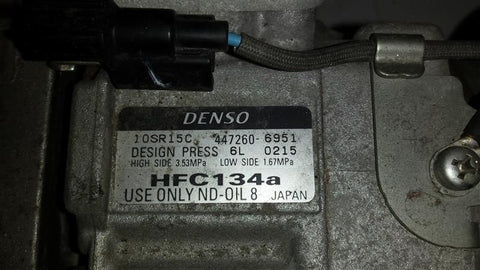 DENSO
10SR15C 447260-6951
DESIGN PRESS 6L 0215
HIGH SIDE 3.53MPa LOW SIDE 1.67MPa
HFC134a
USE ONLY ND-OIL 8 JAPAN